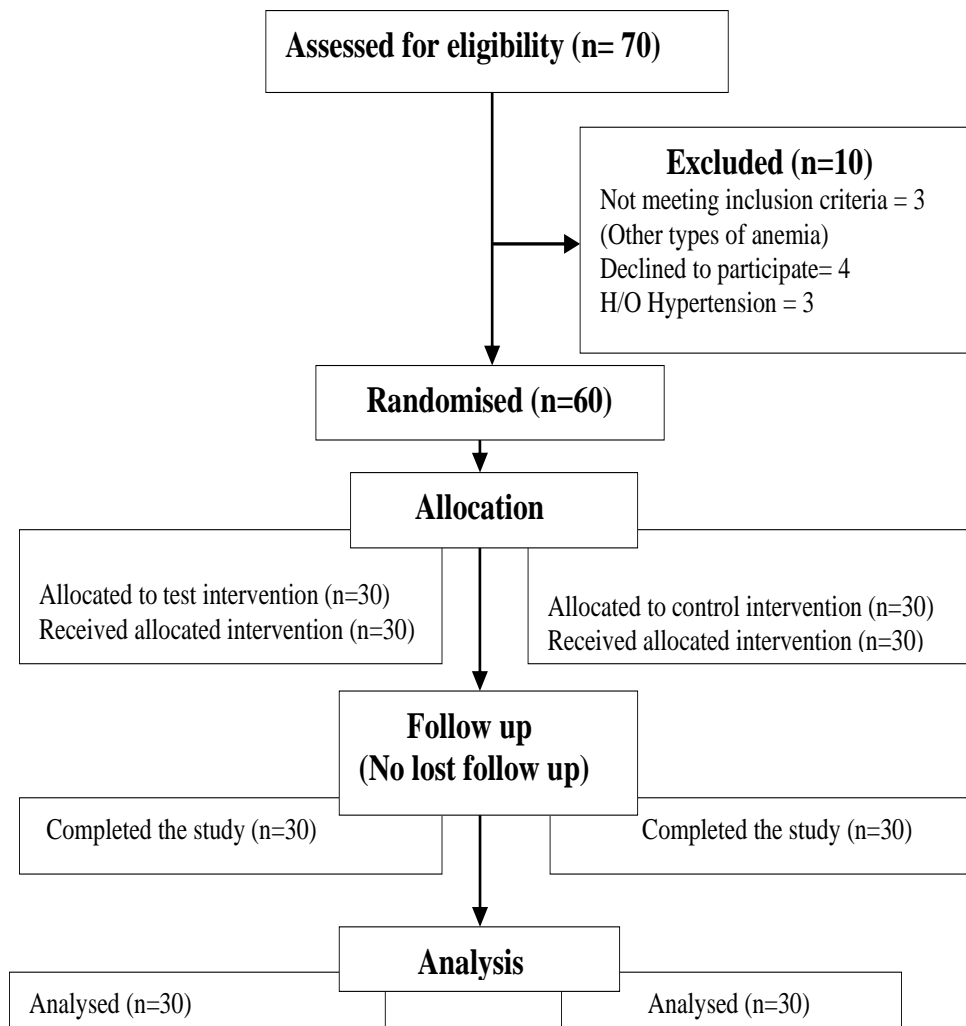 Assessed for eligibility (n= 70)
Excluded (n=10)
Not meeting inclusion criteria = 3
(Other types of anemia)
Declined to participate= 4
H/O Hypertension = 3
Randomised (n=60)
Allocation
Allocated to test intervention (n=30)
Received allocated intervention (n=30)
Allocated to control intervention (n=30)
Received allocated intervention (n=30)
Follow up
(No lost follow up)
Completed the study (n=30)
Completed the study (n=30)
Analysis
Analysed (n=30)
Analysed (n=30)